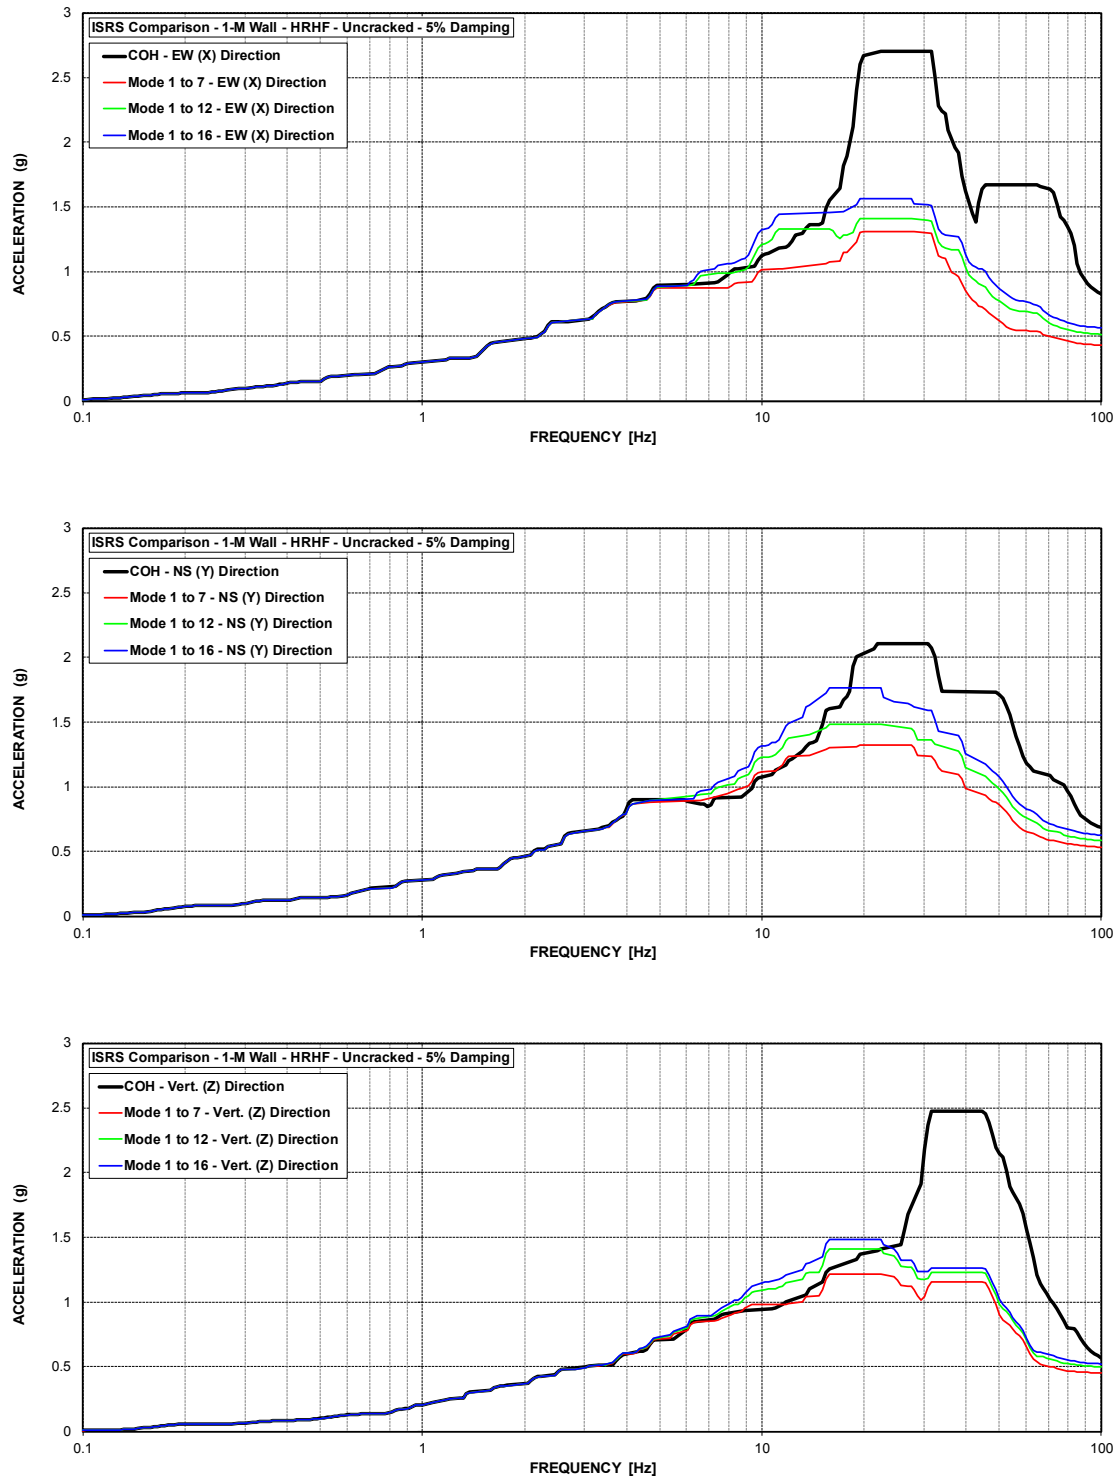 3
ISRS Comparison - 1-M Wall - HRHF - Uncracked - 5% Damping
COH - EW (X) Direction
Mode 1 to 7 - EW (X) Direction
Mode 1 to 12 - EW (X) Direction
Mode 1 to 16 - EW (X) Direction
2.5
2
1.5
1
0.5
0
ACCELERATION (g)
0.1 1 10 100
FREQUENCY [Hz]
3
ISRS Comparison - 1-M Wall - HRHF - Uncracked - 5% Damping
COH - NS (Y) Direction
Mode 1 to 7 - NS (Y) Direction
Mode 1 to 12 - NS (Y) Direction
Mode 1 to 16 - NS (Y) Direction
2.5
2
1.5
1
0.5
0
ACCELERATION (g)
0.1 1 10 100
FREQUENCY [Hz]
3
ISRS Comparison - 1-M Wall - HRHF - Uncracked - 5% Damping
COH - Vert. (Z) Direction
Mode 1 to 7 - Vert. (Z) Direction
Mode 1 to 12 - Vert. (Z) Direction
Mode 1 to 16 - Vert. (Z) Direction
2.5
2
1.5
1
0.5
0
ACCELERATION (g)
0.1 1 10 100
FREQUENCY [Hz]